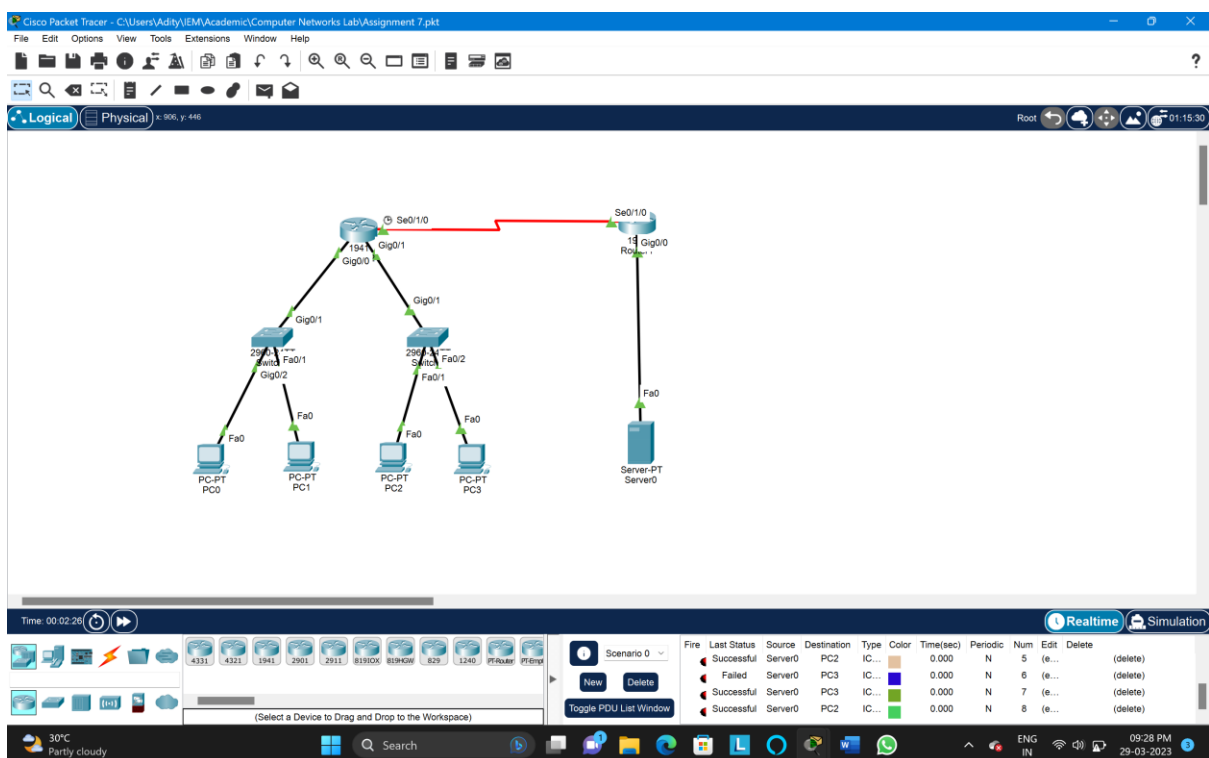 Cisco Packet Tracer - C:\Users\Adity\IEM\Academic\Computer Networks Lab\Assignment 7.pkt
File Edit Options View Tools Extensions Window Help
?
Logical Physical x: 906, y: 446 Root 01:15:30
Se0/1/0 Se0/1/0
1941 Gig0/1 Gig0/0
Gig0/0
Gig0/1
Gig0/1
Fa0/1 Fa0/2
Gig0/2 Fa0/1
Fa0
Fa0 Fa0
Fa0 Fa0
PC-PT PC-PT PC-PT PC-PT Server-PT
PC0 PC1 PC2 PC3 Server0
Time: 00:02:26 Realtime Simulation
4331 4321 1941 2901 2911 819IOX 819HGW 829 1240 PT-Router PT-Empt
(Select a Device to Drag and Drop to the Workspace)
Scenario 0
New Delete
Toggle PDU List Window
Fire Last Status Source Destination Type Color Time(sec) Periodic Num Edit Delete
Successful Server0 PC2 IC... 0.000 N 5 (e... (delete)
Failed Server0 PC3 IC... 0.000 N 6 (e... (delete)
Successful Server0 PC3 IC... 0.000 N 7 (e... (delete)
Successful Server0 PC2 IC... 0.000 N 8 (e... (delete)
30°C
Partly cloudy
Search
ENG
IN
09:28 PM
29-03-2023
3